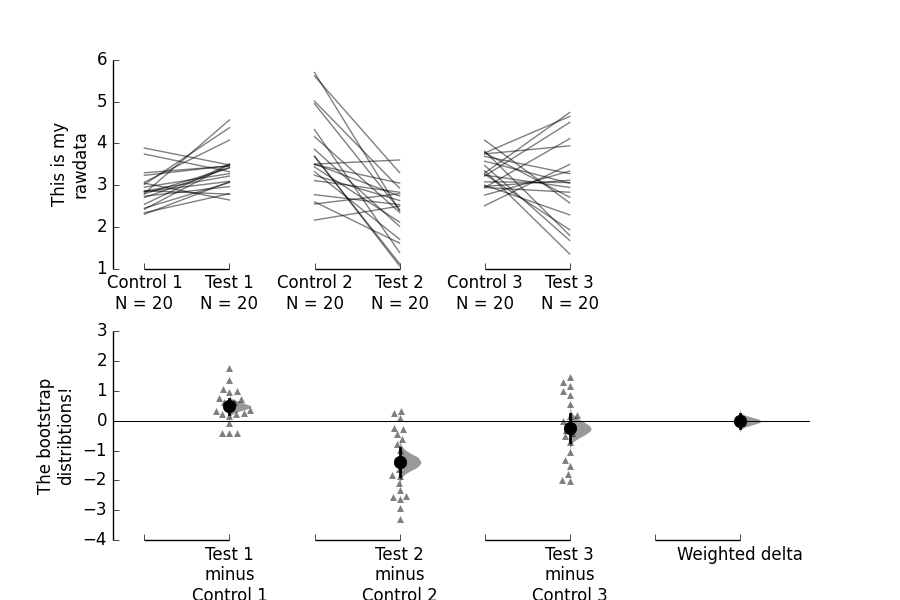 This is my
rawdata
6
5
4
3
2
1
Control 1 Test 1 Control 2 Test 2 Control 3 Test 3
N = 20 N = 20 N = 20 N = 20 N = 20 N = 20
The bootstrap
distribtions!
3
2
1
0
−1
−2
−3
−4
Test 1 Test 2 Test 3 Weighted delta
minus minus minus
Control 1 Control 2 Control 3